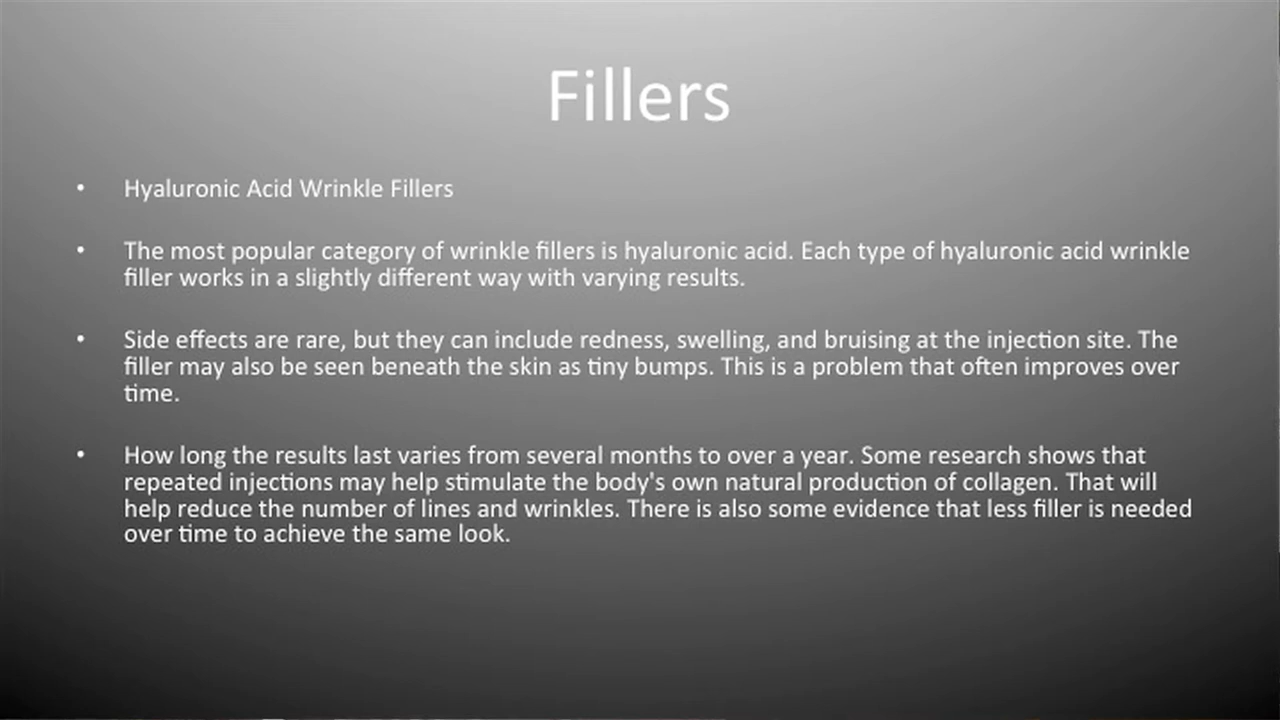 Fillers
• Hyaluronic Acid Wrinkle Fillers
• The most popular category of wrinkle fillers is hyaluronic acid. Each type of hyaluronic acid wrinkle
filler works in a slightly different way with varying results.
• Side effects are rare, but they can include redness, swelling, and bruising at the injection site. The
filler may also be seen beneath the skin as tiny bumps. This is a problem that often improves over
time.
• How long the results last varies from several months to over a year. Some research shows that
repeated injections may help stimulate the body's own natural production of collagen. That will
help reduce the number of lines and wrinkles. There is also some evidence that less filler is needed
over time to achieve the same look.